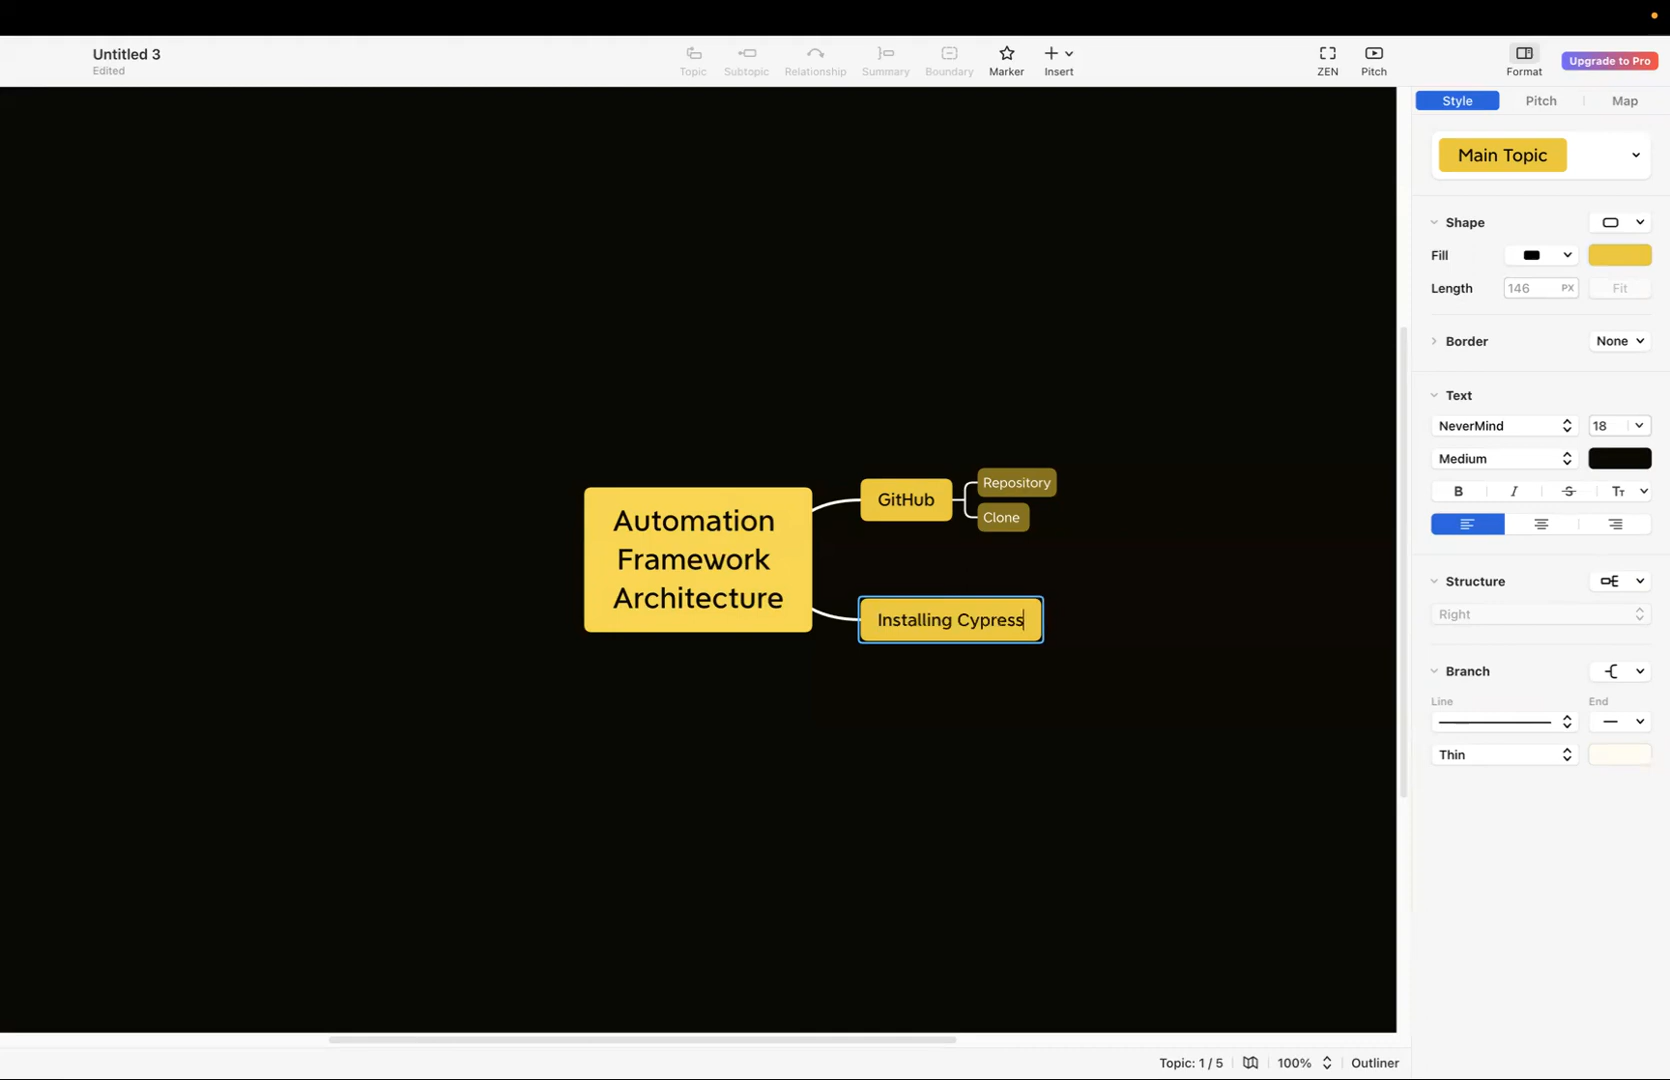 Untitled 3
Edited
Topic
Subtopic
Relationship
Summary
Boundary
Marker
Insert
ZEN
Pitch
Format
Upgrade to Pro
Style
Pitch
Map
Main Topic
Shape
Fill
Length
146
PX
Fit
Border
None
Text
NeverMind
18
Medium
B
I
S
Tт
Structure
Right
Branch
Line
End
Thin
Automation
Framework
Architecture
GitHub
Repository
Clone
Installing Cypress
Topic: 1 / 5
100%
Outliner